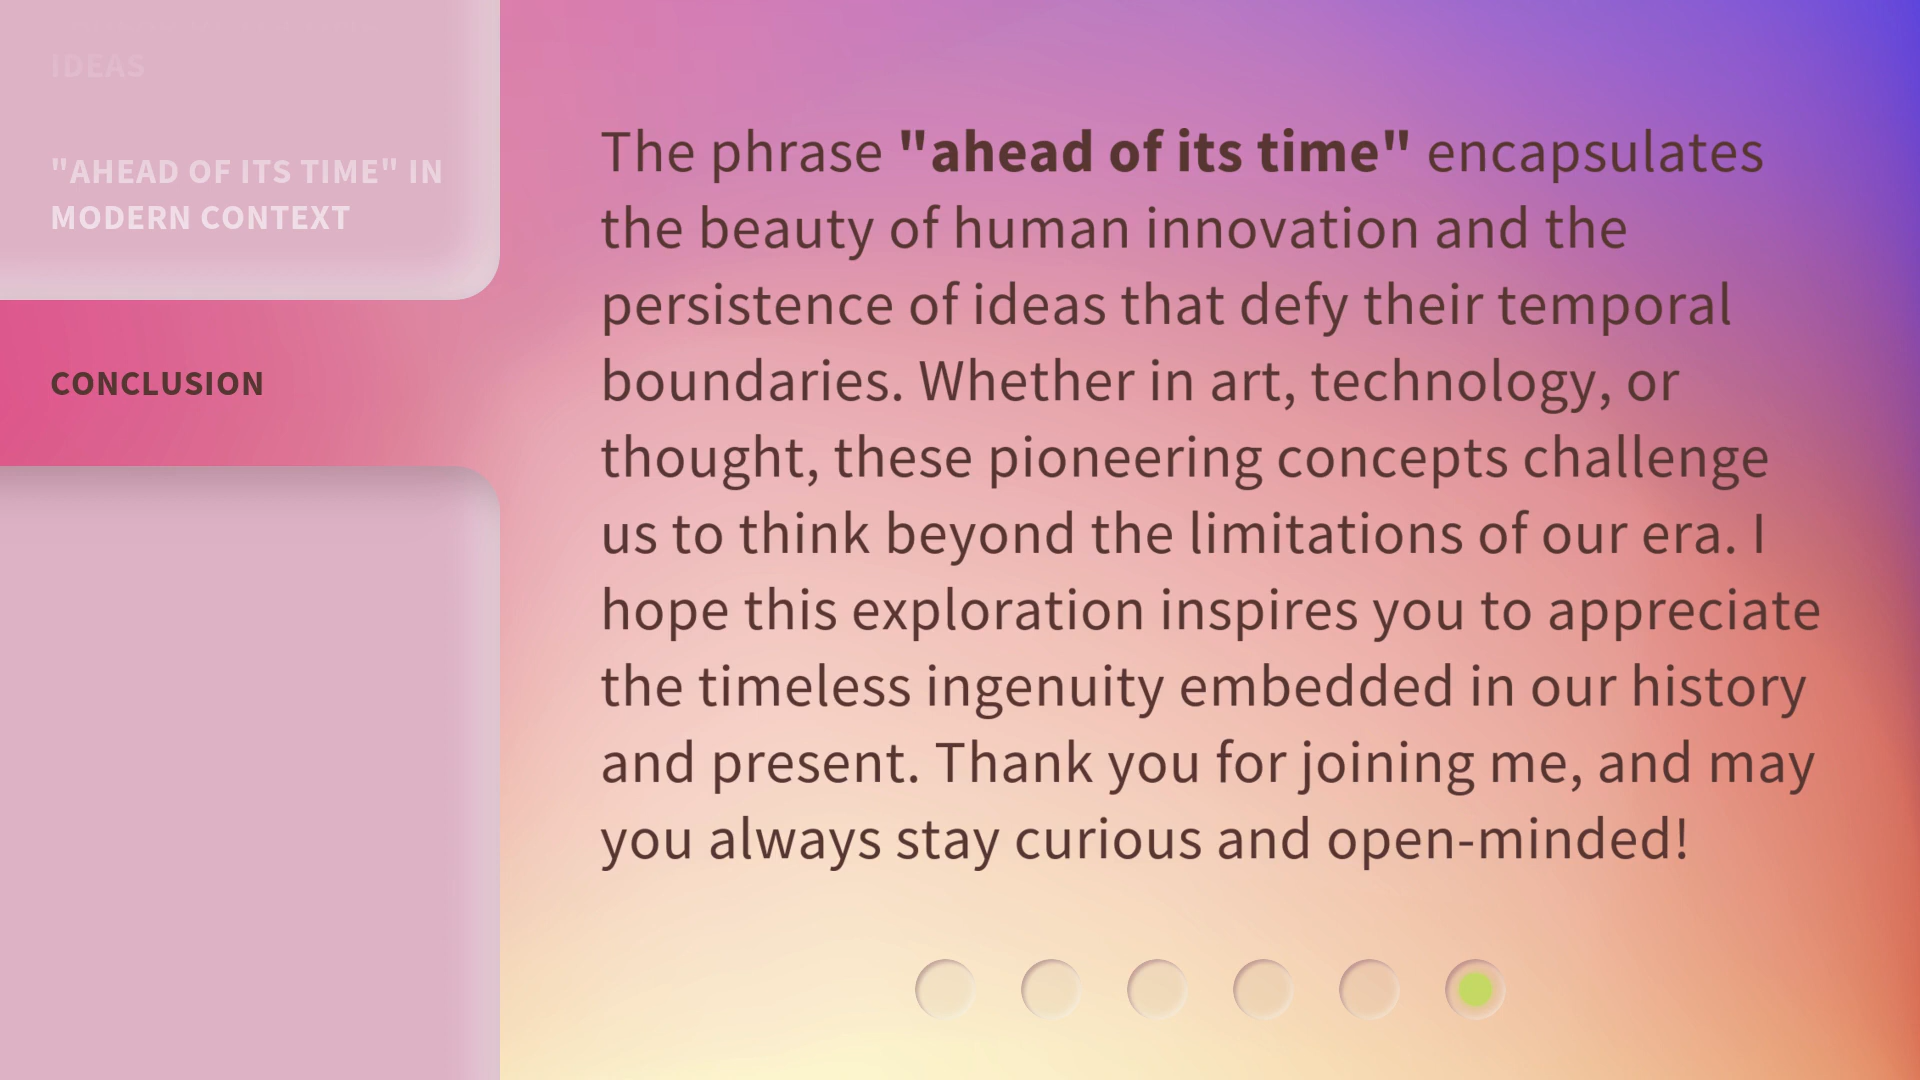 IDEAS
"AHEAD OF ITS TIME" IN
MODERN CONTEXT
CONCLUSION
The phrase "ahead of its time" encapsulates
the beauty of human innovation and the
persistence of ideas that defy their temporal
boundaries. Whether in art, technology, or
thought, these pioneering concepts challenge
us to think beyond the limitations of our era. I
hope this exploration inspires you to appreciate
the timeless ingenuity embedded in our history
and present. Thank you for joining me, and may
you always stay curious and open-minded!